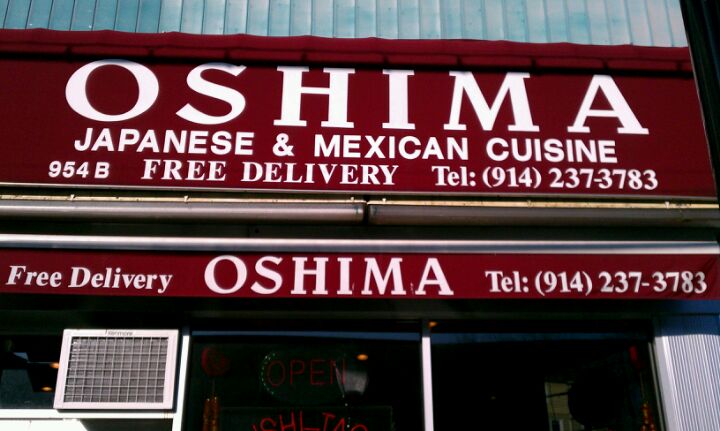 OSHIMA
JAPANESE & MEXICAN CUISINE
954 B FREE DELIVERY Tel: (914) 237-3783
Free Delivery OSHIMA Tel: (914) 237-3783
Kenmore
OPEN